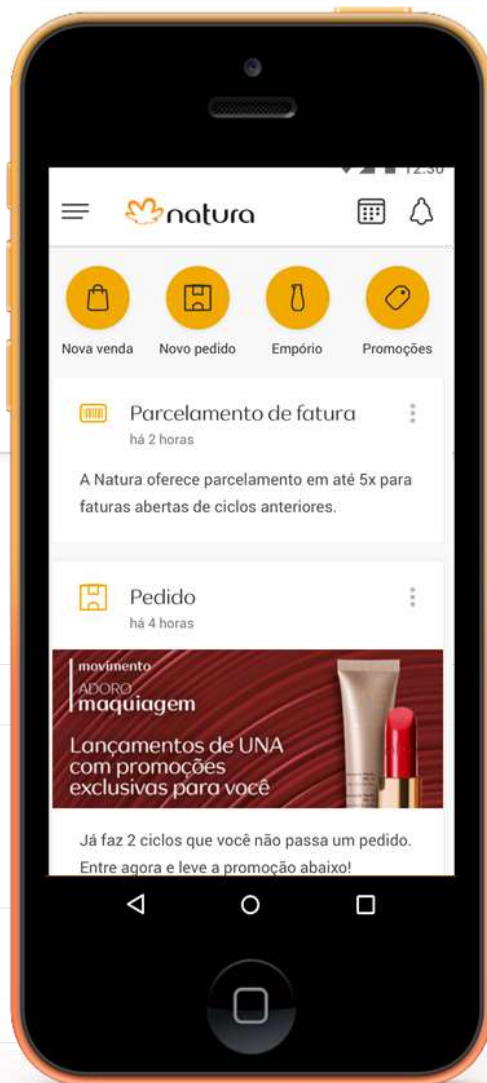 12:30
natura
Nova venda Novo pedido Empório Promoções
Parcelamento de fatura
há 2 horas
A Natura oferece parcelamento em até 5x para
faturas abertas de ciclos anteriores.
Pedido
há 4 horas
movimento
ADORO
maquiagem
Lançamentos de UNA
com promoções
exclusivas para você
Já faz 2 ciclos que você não passa um pedido.
Entre agora e leve a promoção abaixo!